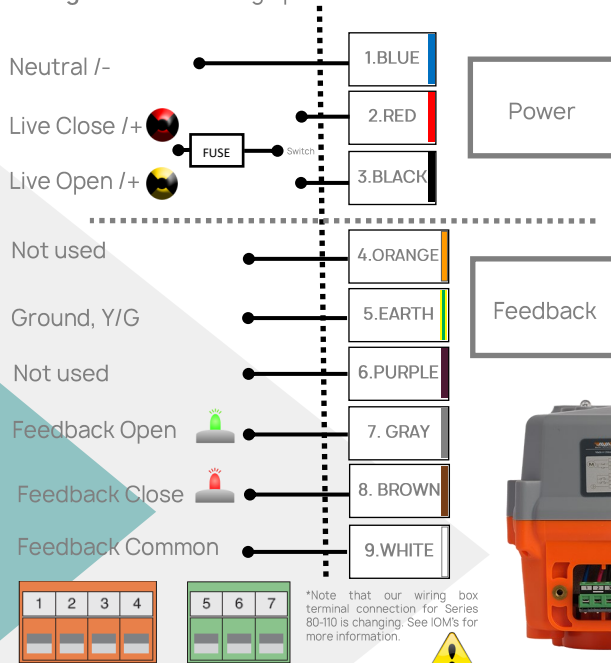 Neutral /-
1.BLUE
Live Close /+
2.RED
Power
FUSE
Switch
Live Open /+
3.BLACK
Not used
4.ORANGE
Ground, Y/G
5.EARTH
Feedback
Not used
6.PURPLE
Feedback Open
7. GRAY
Feedback Close
8. BROWN
Feedback Common
9.WHITE
1 2 3 4
5 6 7
*Note that our wiring box
terminal connection for Series
80-110 is changing. See IOM's for
more information.